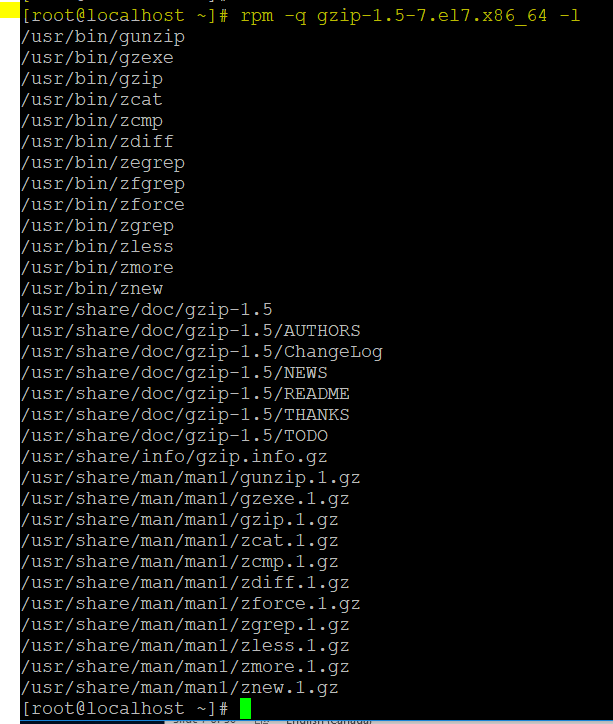 [root@localhost ~]# rpm -q gzip-1.5-7.el7.x86_64 -l
/usr/bin/gunzip
/usr/bin/gzexe
/usr/bin/gzip
/usr/bin/zcat
/usr/bin/zcmp
/usr/bin/zdiff
/usr/bin/zegrep
/usr/bin/zfgrep
/usr/bin/zforce
/usr/bin/zgrep
/usr/bin/zless
/usr/bin/zmore
/usr/bin/znew
/usr/share/doc/gzip-1.5
/usr/share/doc/gzip-1.5/AUTHORS
/usr/share/doc/gzip-1.5/ChangeLog
/usr/share/doc/gzip-1.5/NEWS
/usr/share/doc/gzip-1.5/README
/usr/share/doc/gzip-1.5/THANKS
/usr/share/doc/gzip-1.5/TODO
/usr/share/info/gzip.info.gz
/usr/share/man/man1/gunzip.1.gz
/usr/share/man/man1/gzexe.1.gz
/usr/share/man/man1/gzip.1.gz
/usr/share/man/man1/zcat.1.gz
/usr/share/man/man1/zcmp.1.gz
/usr/share/man/man1/zdiff.1.gz
/usr/share/man/man1/zforce.1.gz
/usr/share/man/man1/zgrep.1.gz
/usr/share/man/man1/zless.1.gz
/usr/share/man/man1/zmore.1.gz
/usr/share/man/man1/znew.1.gz
[root@localhost ~]#